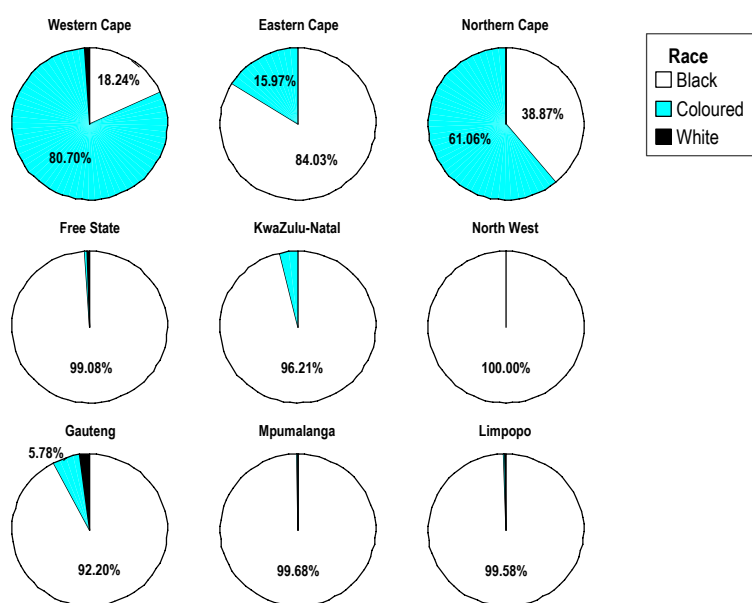 Western Cape
18.24%
80.70%
Eastern Cape
15.97%
84.03%
Northern Cape
38.87%
61.06%
Race
Black
Coloured
White
Free State
99.08%
KwaZulu-Natal
96.21%
North West
100.00%
Gauteng
5.78%
92.20%
Mpumalanga
99.68%
Limpopo
99.58%